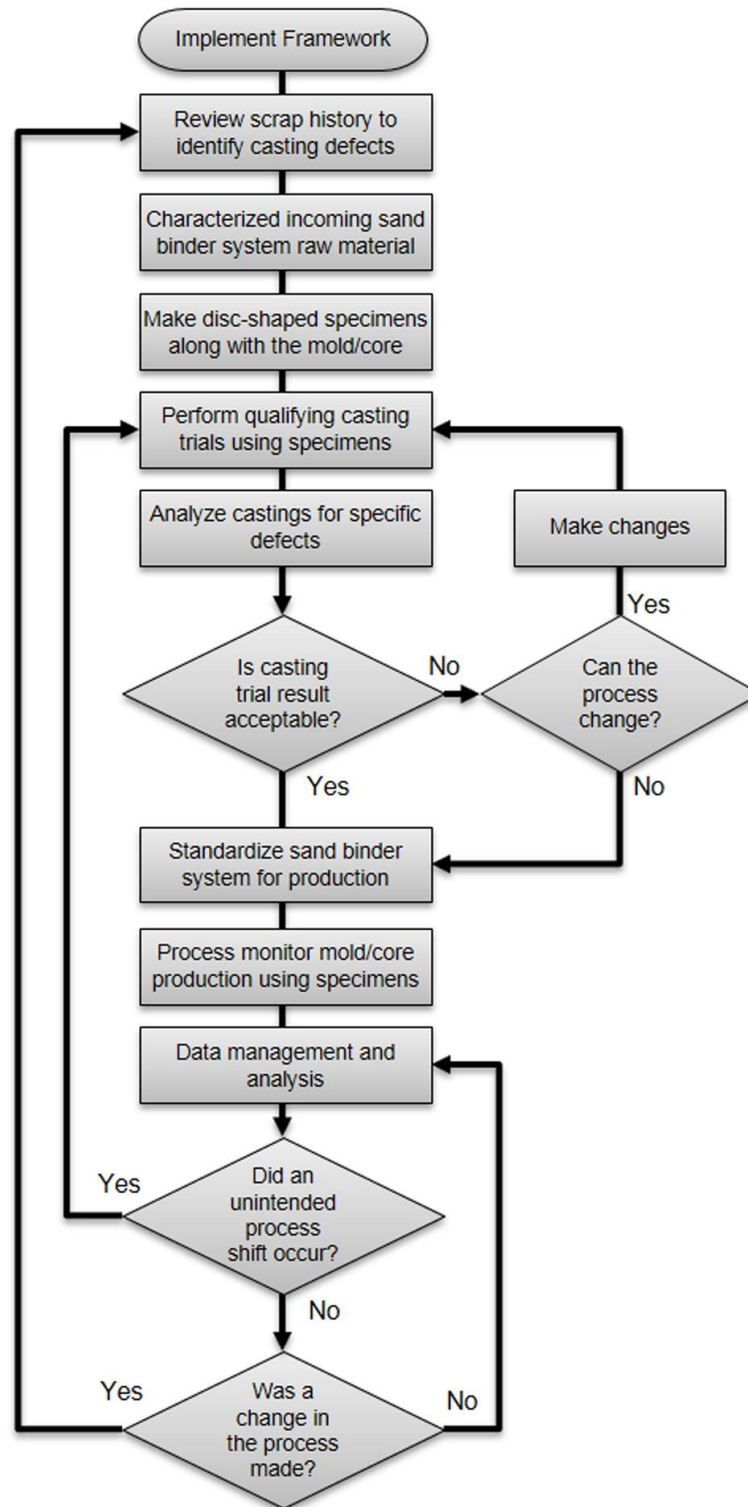 Implement Framework
Review scrap history to
identify casting defects
Characterized incoming sand
binder system raw material
Make disc-shaped specimens
along with the mold/core
Perform qualifying casting
trials using specimens
Analyze castings for specific
defects
Make changes
Yes
Is casting
trial result
acceptable?
No
Can the
process
change?
Yes
No
Standardize sand binder
system for production
Process monitor mold/core
production using specimens
Data management and
analysis
Yes
Did an
unintended
process
shift occur?
No
Yes
Was a
change in
the process
made?
No